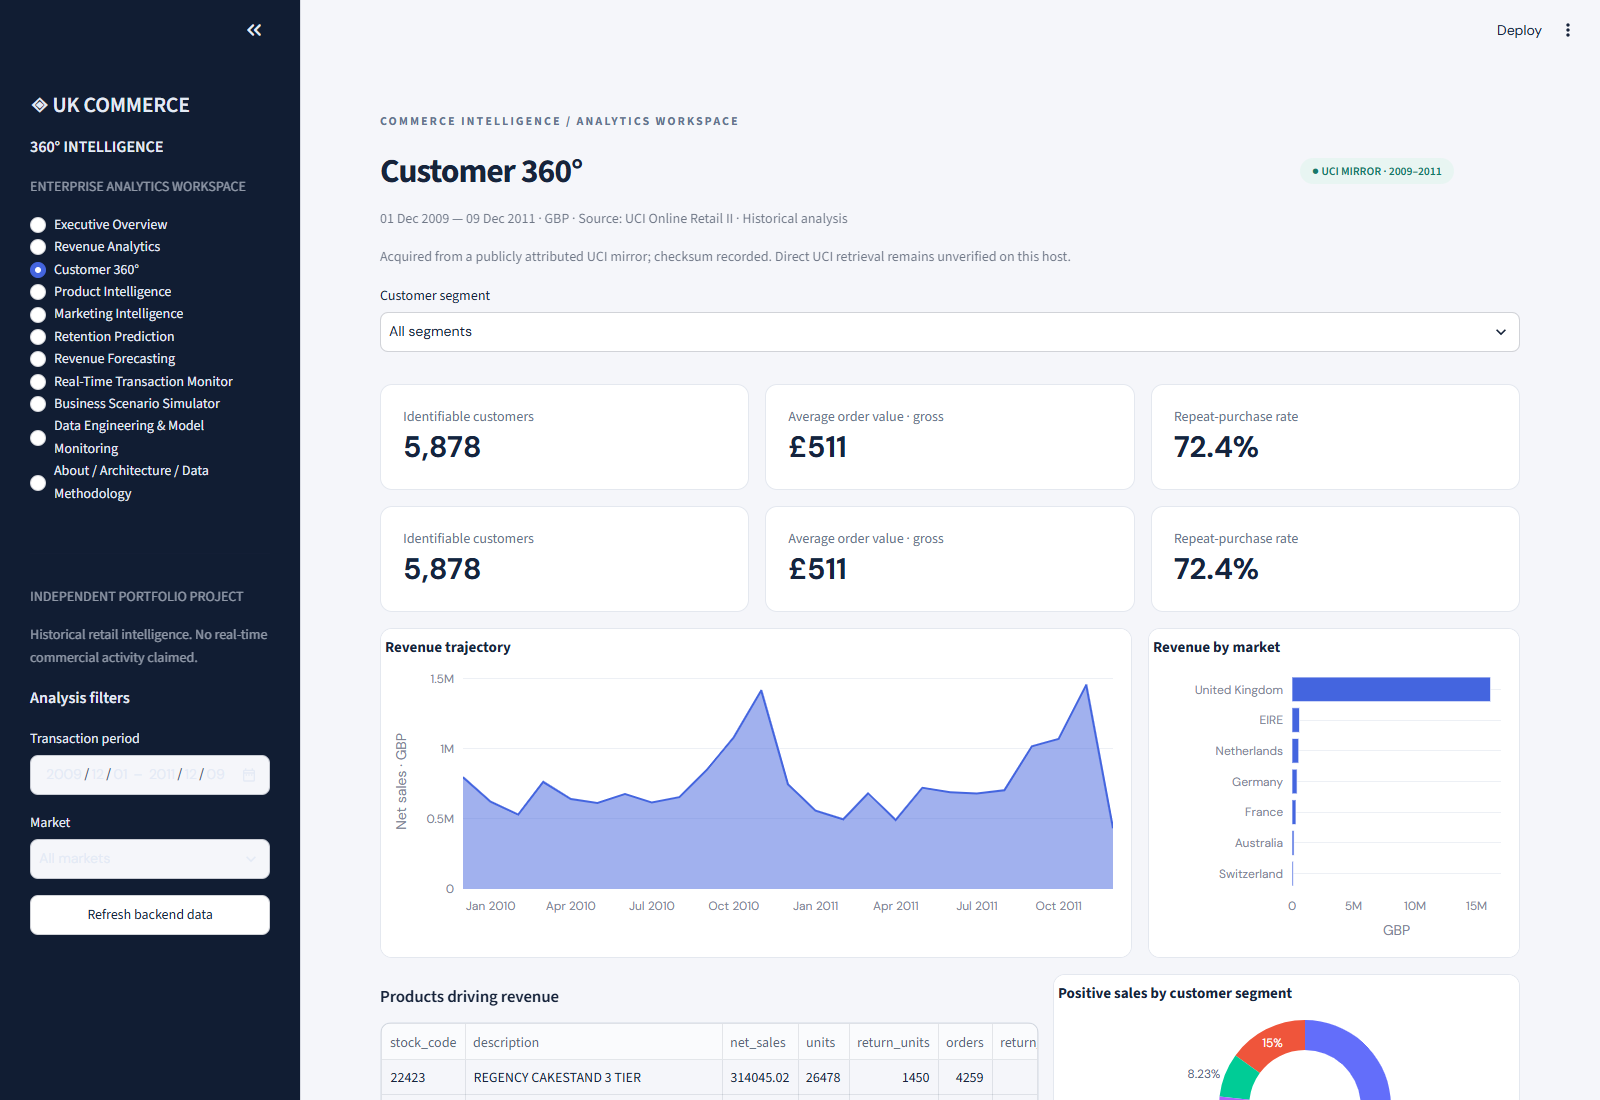 Deploy
◈ UK COMMERCE
360° INTELLIGENCE
ENTERPRISE ANALYTICS WORKSPACE
Executive Overview
Revenue Analytics
Customer 360°
Product Intelligence
Marketing Intelligence
Retention Prediction
Revenue Forecasting
Real-Time Transaction Monitor
Business Scenario Simulator
Data Engineering & Model
Monitoring
About / Architecture / Data
Methodology
INDEPENDENT PORTFOLIO PROJECT
Historical retail intelligence. No real-time
commercial activity claimed.
Analysis filters
Transaction period
2009/12/01 – 2011/12/09
Market
All markets
Refresh backend data
COMMERCE INTELLIGENCE / ANALYTICS WORKSPACE
Customer 360°
● UCI MIRROR · 2009–2011
01 Dec 2009 — 09 Dec 2011 · GBP · Source: UCI Online Retail II · Historical analysis
Acquired from a publicly attributed UCI mirror; checksum recorded. Direct UCI retrieval remains unverified on this host.
Customer segment
All segments
Identifiable customers
5,878
Average order value · gross
£511
Repeat-purchase rate
72.4%
Identifiable customers
5,878
Average order value · gross
£511
Repeat-purchase rate
72.4%
Revenue trajectory
Net sales · GBP
1.5M
1M
0.5M
0
Jan 2010 Apr 2010 Jul 2010 Oct 2010 Jan 2011 Apr 2011 Jul 2011 Oct 2011
Revenue by market
United Kingdom
EIRE
Netherlands
Germany
France
Australia
Switzerland
0 5M 10M 15M
GBP
Products driving revenue
stock_code description net_sales units return_units orders return
22423 REGENCY CAKESTAND 3 TIER 314045.02 26478 1450 4259
Positive sales by customer segment
15%
8.23%